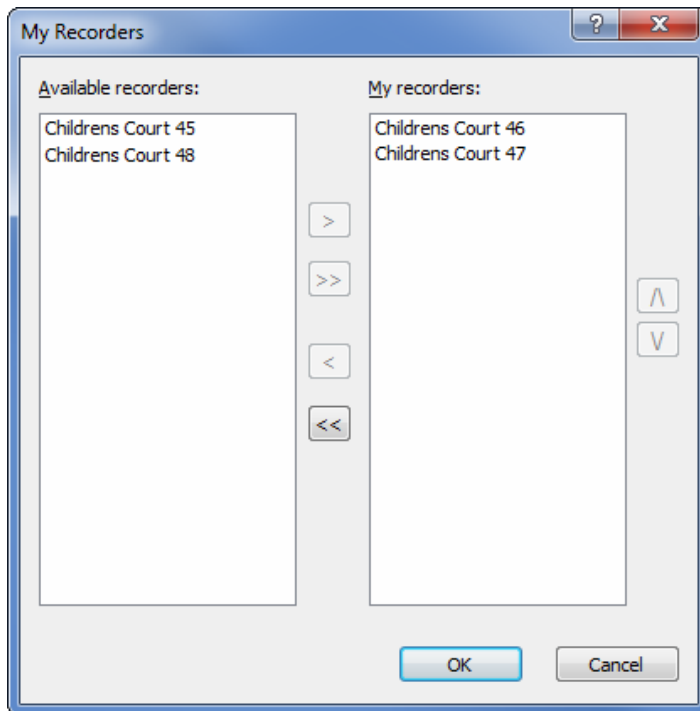 My Recorders
?
X
Available recorders:
My recorders:
Childrens Court 45
Childrens Court 48
Childrens Court 46
Childrens Court 47
>
>>
<
<<
/\
\/
OK
Cancel